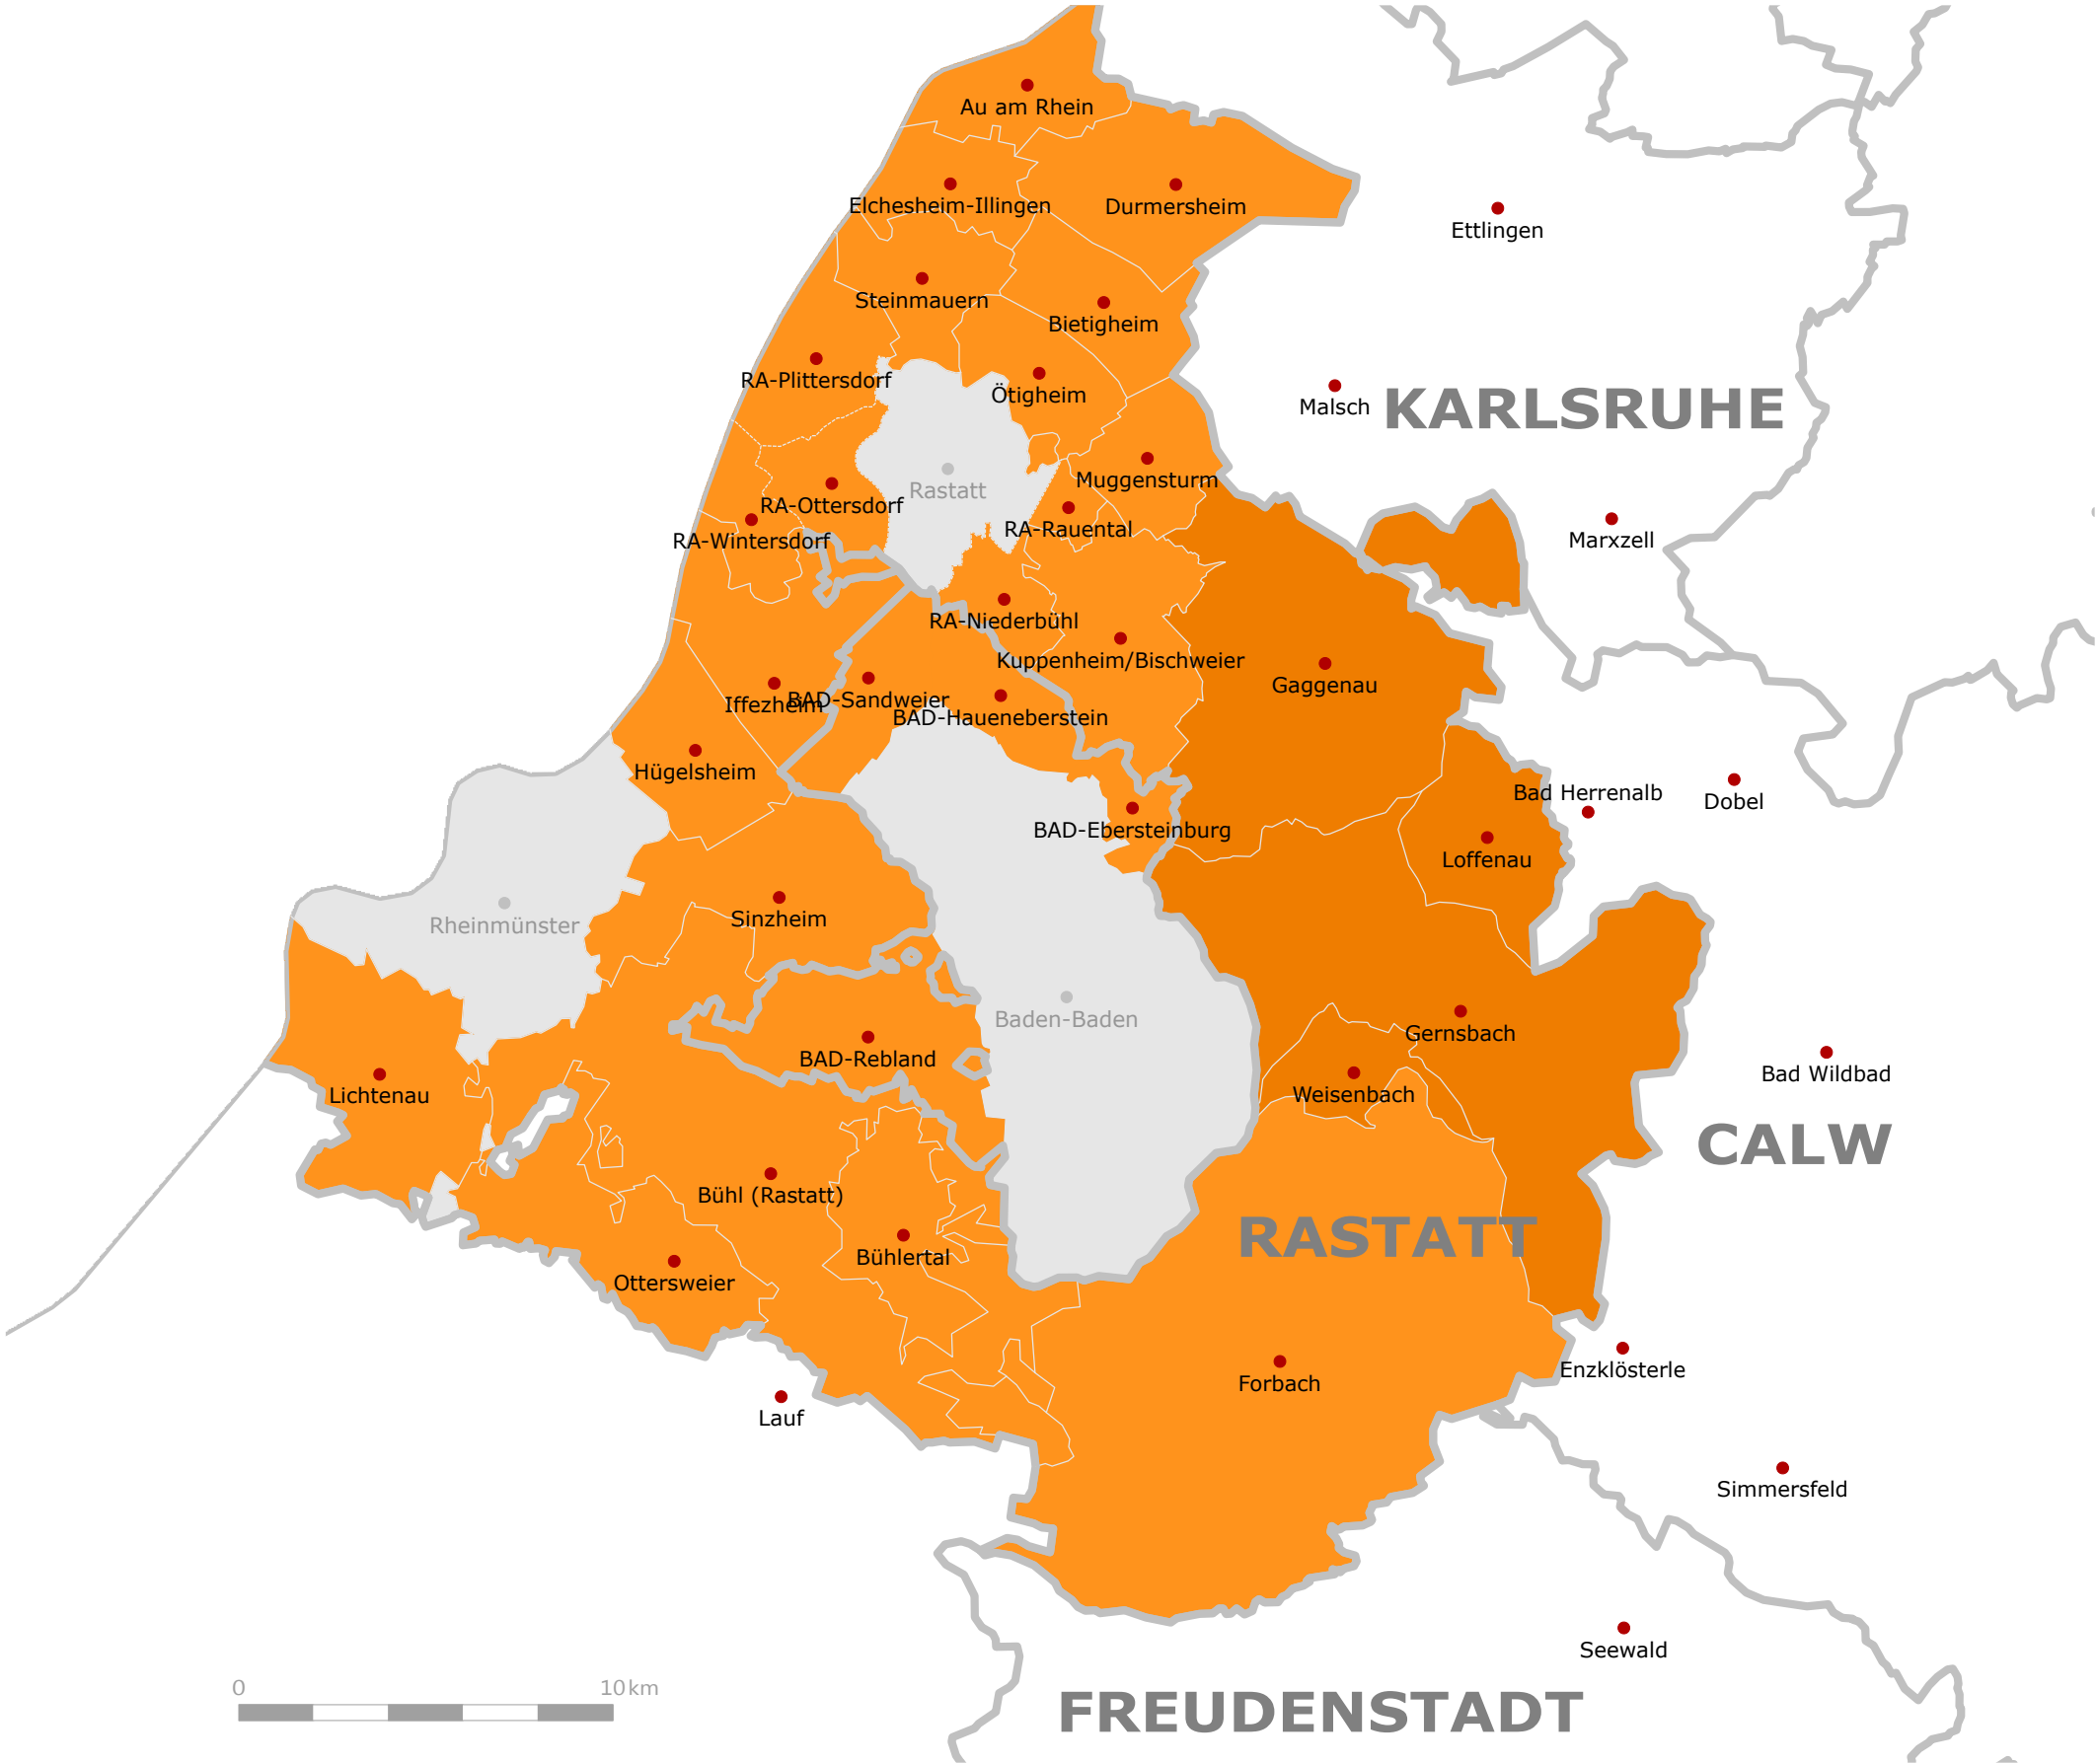 Au am Rhein
Elchesheim-Illingen
Durmersheim
Ettlingen
Steinmauern
Bietigheim
RA-Plittersdorf
Ötigheim
Malsch
KARLSRUHE
Muggensturm
Rastatt
RA-Ottersdorf
RA-Rauental
RA-Wintersdorf
Marxzell
RA-Niederbühl
Kuppenheim/Bischweier
Gaggenau
Iffezheim
BAD-Sandweier
BAD-Haueneberstein
Hügelsheim
Bad Herrenalb
Dobel
BAD-Ebersteinburg
Loffenau
Sinzheim
Rheinmünster
Baden-Baden
Gernsbach
BAD-Rebland
Bad Wildbad
Lichtenau
Weisenbach
CALW
Bühl (Rastatt)
RASTATT
Bühlertal
Ottersweier
Enzklösterle
Forbach
Lauf
Simmersfeld
Seewald
0 10km
FREUDENSTADT